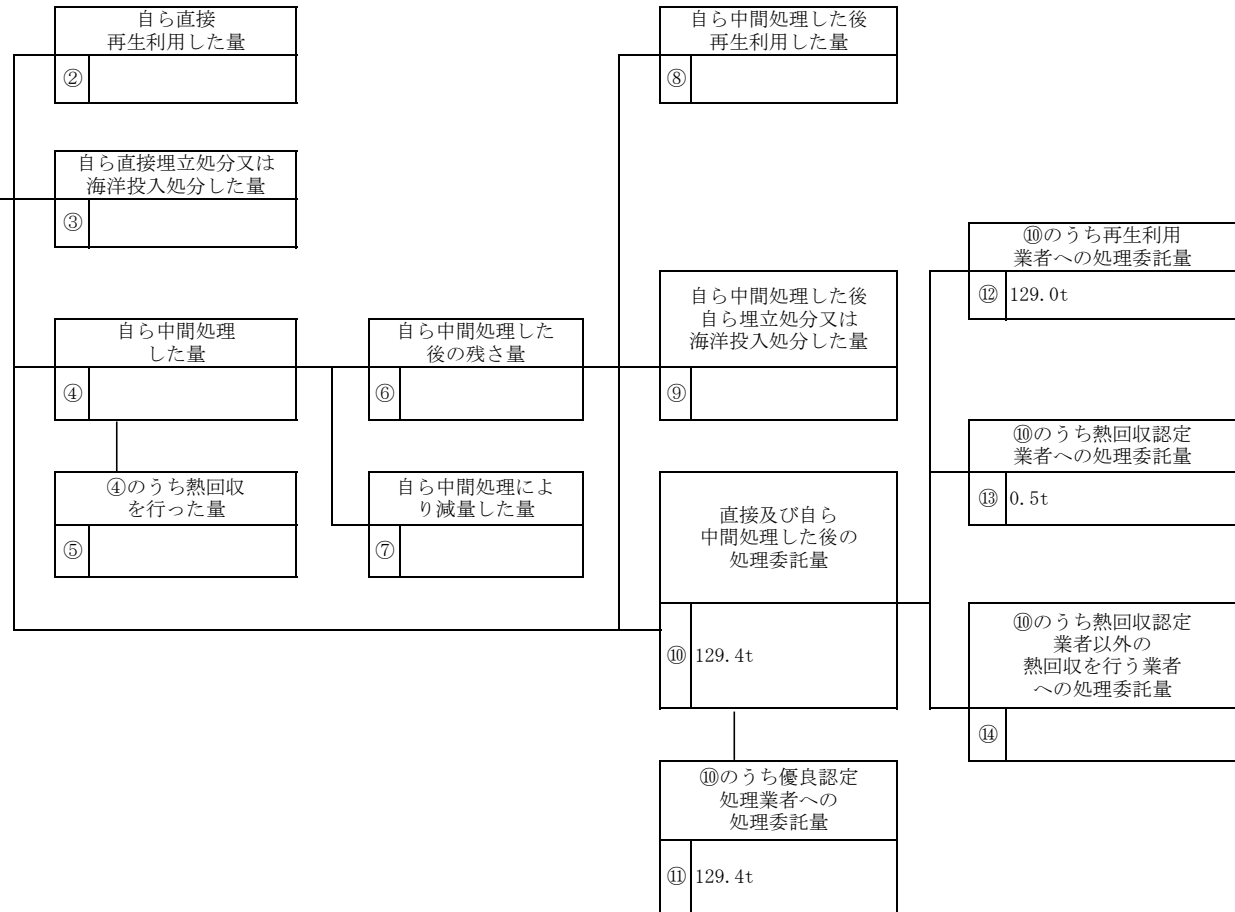 自ら直接
再生利用した量
②
自ら中間処理した後
再生利用した量
⑧
自ら直接埋立処分又は
海洋投入処分した量
③
⑩のうち再生利用
業者への処理委託量
⑫ 129.0t
自ら中間処理
した量
④
自ら中間処理した
後の残さ量
⑥
自ら中間処理した後
自ら埋立処分又は
海洋投入処分した量
⑨
⑩のうち熱回収認定
業者への処理委託量
⑬ 0.5t
④のうち熱回収
を行った量
⑤
自ら中間処理によ
り減量した量
⑦
直接及び自ら
中間処理した後の
処理委託量
⑩ 129.4t
⑩のうち熱回収認定
業者以外の
熱回収を行う業者
への処理委託量
⑭
⑩のうち優良認定
処理業者への
処理委託量
⑪ 129.4t